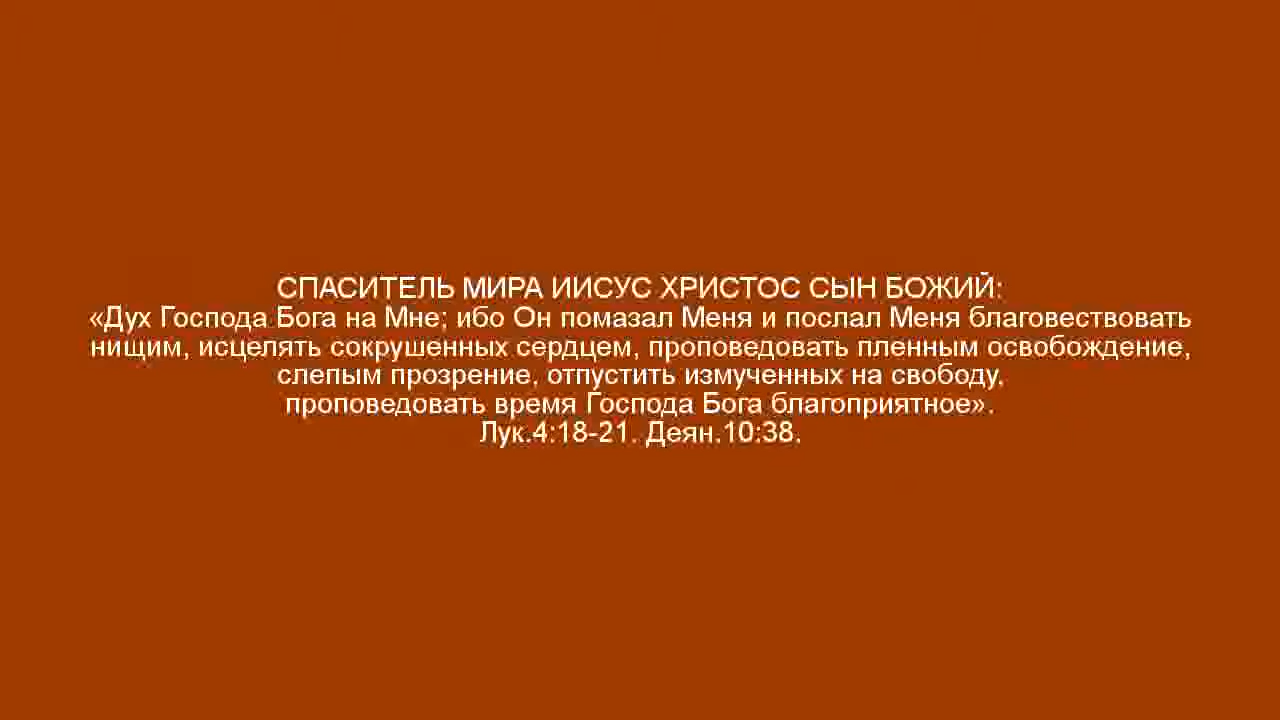 СПАСИТЕЛЬ МИРА ИИСУС ХРИСТОС СЫН БОЖИЙ:
«Дух Господа Бога на Мне; ибо Он помазал Меня и послал Меня благовествовать
нищим, исцелять сокрушенных сердцем, проповедовать пленным освобождение,
слепым прозрение, отпустить измученных на свободу,
проповедовать время Господа Бога благоприятное».
Лук.4:18-21. Деян.10:38.